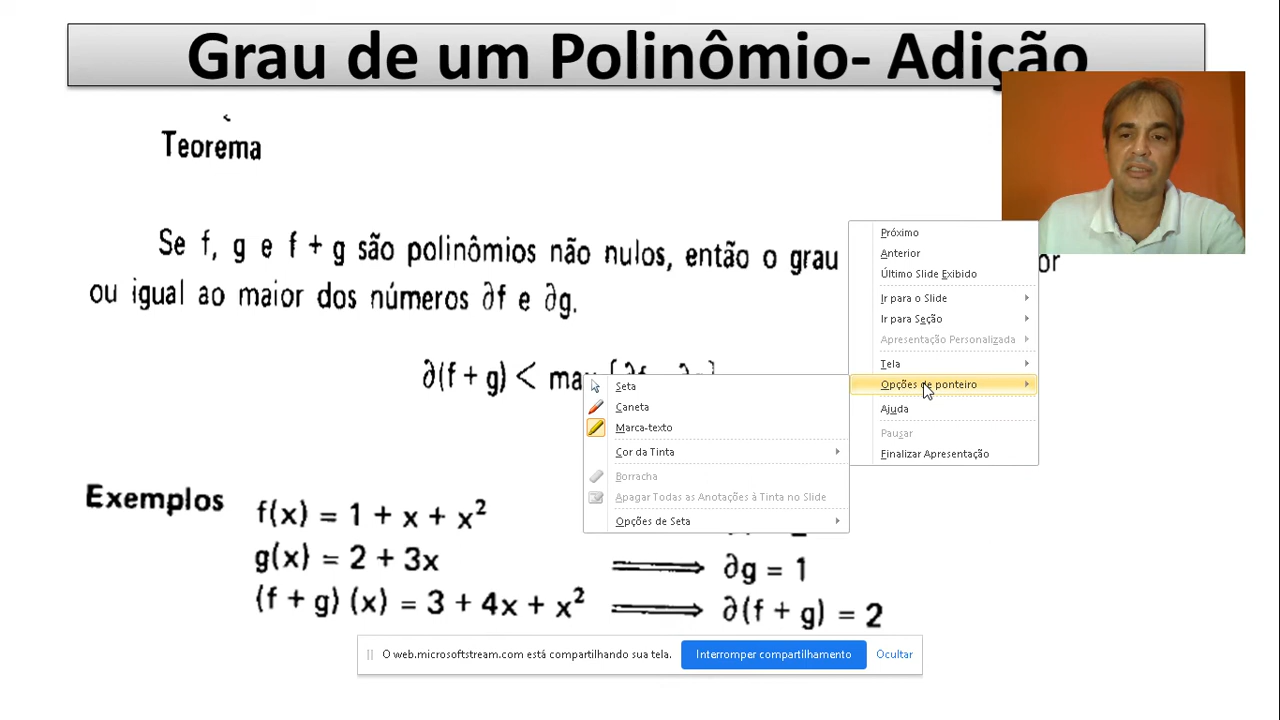 Grau de um Polinômio- Adição
Teorema
Se f, g e f + g são polinômios não nulos, então o grau
ou igual ao maior dos números ∂f e ∂g.
∂(f + g) <
Próximo
Anterior
Último Slide Exibido
Ir para o Slide
Ir para Seção
Apresentação Personalizada
Tela
Opções de ponteiro
Ajuda
Pausar
Finalizar Apresentação
Seta
Caneta
Marca-texto
Cor da Tinta
Borracha
Apagar Todas as Anotações à Tinta no Slide
Opções de Seta
Exemplos f(x) = 1 + x + x²
g(x) = 2 + 3x ⟹ ∂g = 1
(f + g) (x) = 3 + 4x + x² ⟹ ∂(f + g) = 2
O web.microsoftstream.com está compartilhando sua tela. Interromper compartilhamento Ocultar